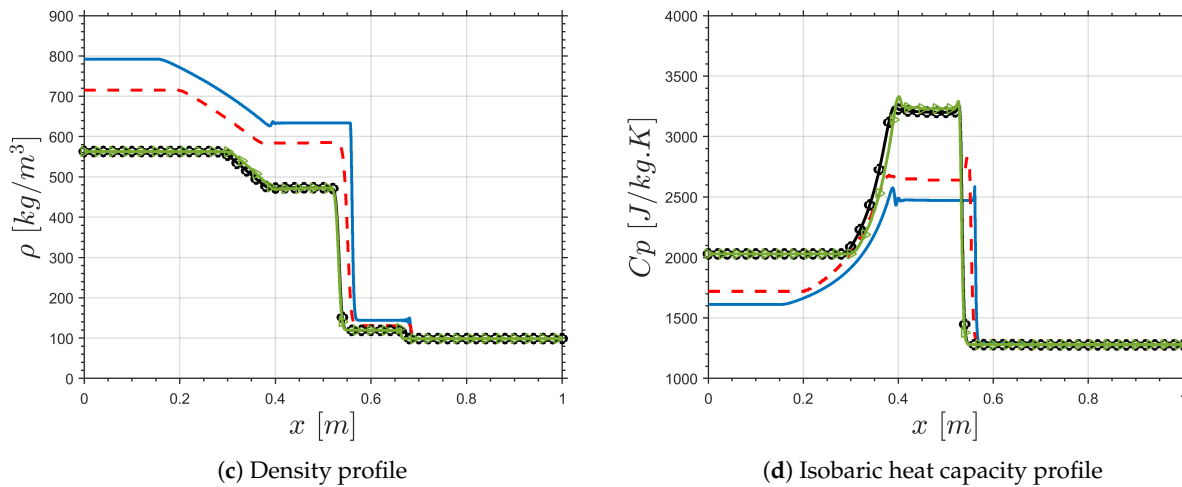 900
800
700
600
500
400
300
200
100
0
ρ [kg/m³]
0 0.2 0.4 0.6 0.8 1
x [m]
(c) Density profile
4000
3500
3000
2500
2000
1500
1000
Cp [J/kg.K]
0 0.2 0.4 0.6 0.8 1
x [m]
(d) Isobaric heat capacity profile